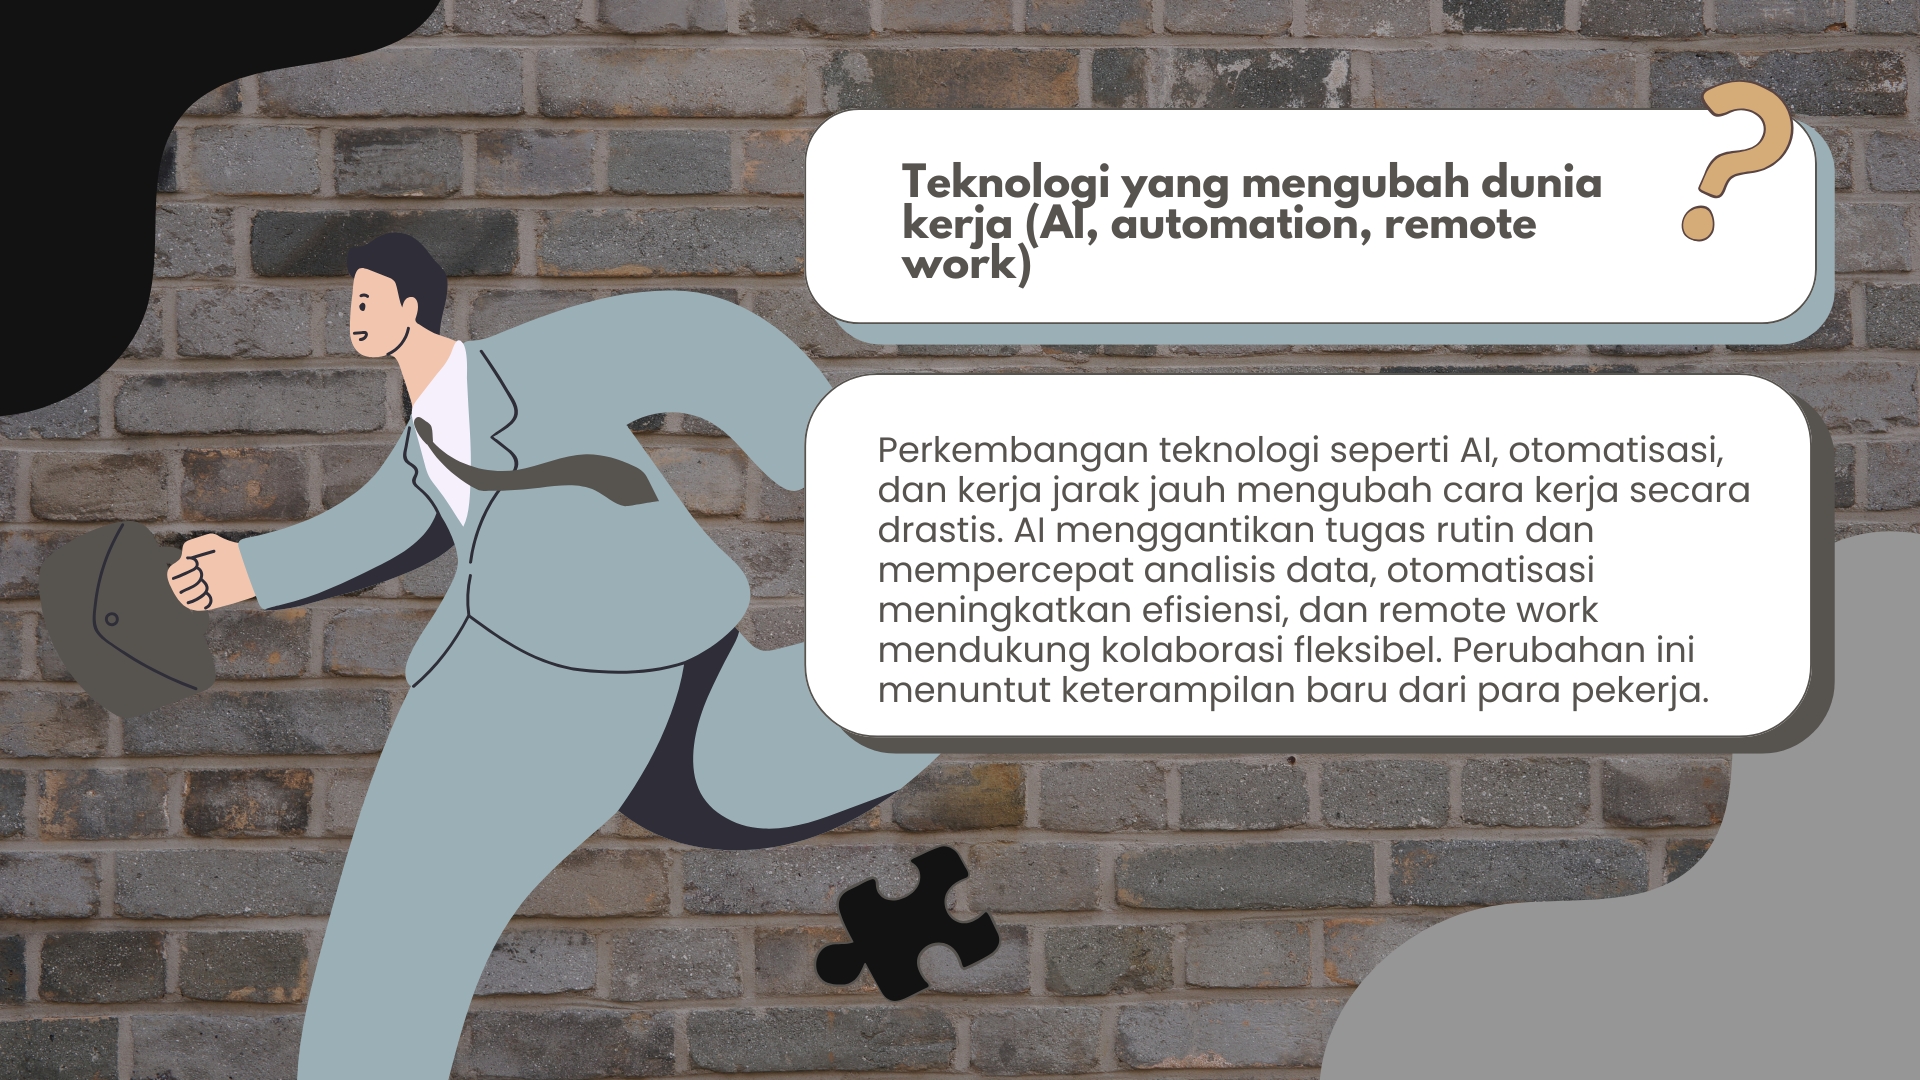 Teknologi yang mengubah dunia
kerja (AI, automation, remote
work)
?
Perkembangan teknologi seperti AI, otomatisasi,
dan kerja jarak jauh mengubah cara kerja secara
drastis. AI menggantikan tugas rutin dan
mempercepat analisis data, otomatisasi
meningkatkan efisiensi, dan remote work
mendukung kolaborasi fleksibel. Perubahan ini
menuntut keterampilan baru dari para pekerja.